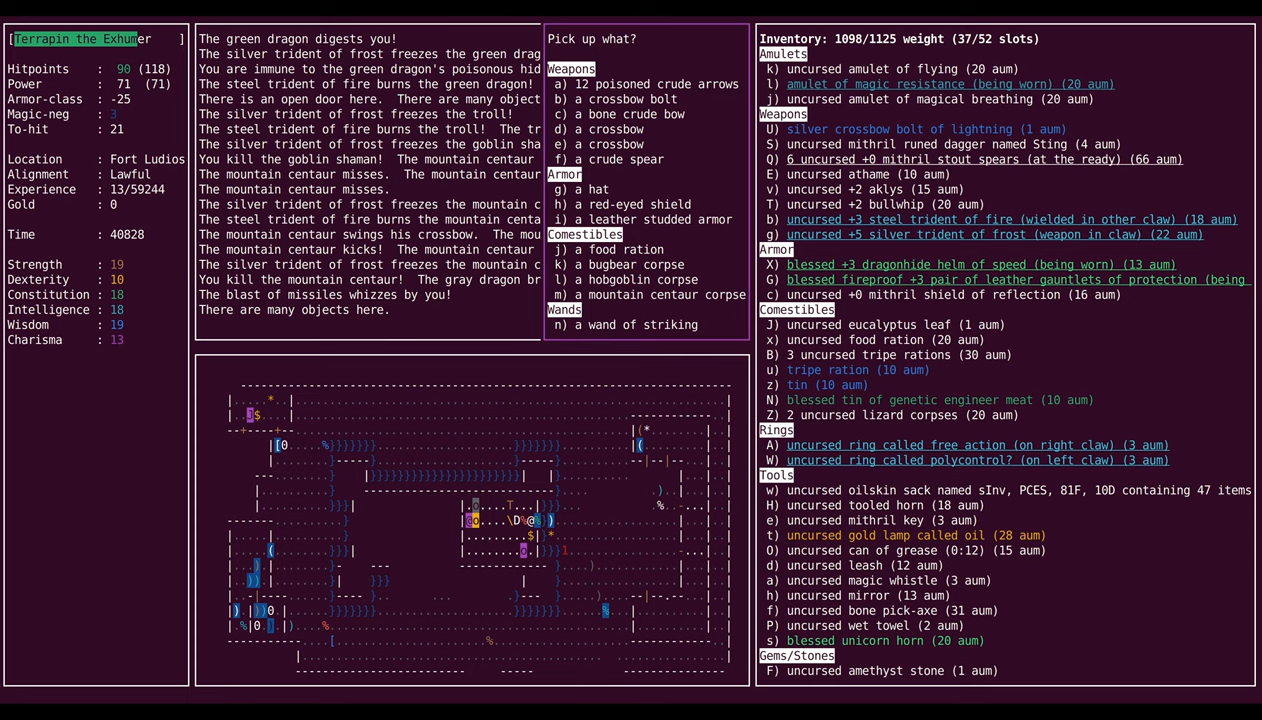 [Terrapin the Exhumer ]
Hitpoints : 90 (118)
Power : 71 (71)
Armor-class : -25
Magic-neg : 3
To-hit : 21
Location : Fort Ludios
Alignment : Lawful
Experience : 13/59244
Gold : 0
Time : 40828
Strength : 19
Dexterity : 10
Constitution : 18
Intelligence : 18
Wisdom : 19
Charisma : 13
The green dragon digests you!
The silver trident of frost freezes the green drag
You are immune to the green dragon's poisonous hid
The steel trident of fire burns the green dragon!
There is an open door here. There are many object
The silver trident of frost freezes the troll!
The steel trident of fire burns the troll! The tr
The silver trident of frost freezes the goblin sha
You kill the goblin shaman! The mountain centaur
The mountain centaur misses. The mountain centaur
The mountain centaur misses.
The silver trident of frost freezes the mountain c
The steel trident of fire burns the mountain centa
The mountain centaur swings his crossbow. The mou
The mountain centaur kicks! The mountain centaur
The silver trident of frost freezes the mountain c
You kill the mountain centaur! The gray dragon br
The blast of missiles whizzes by you!
There are many objects here.
Pick up what?
Weapons
a) 12 poisoned crude arrows
b) a crossbow bolt
c) a bone crude bow
d) a crossbow
e) a crossbow
f) a crude spear
Armor
g) a hat
h) a red-eyed shield
i) a leather studded armor
Comestibles
j) a food ration
k) a bugbear corpse
l) a hobgoblin corpse
m) a mountain centaur corpse
Wands
n) a wand of striking
Inventory: 1098/1125 weight (37/52 slots)
Amulets
k) uncursed amulet of flying (20 aum)
l) amulet of magic resistance (being worn) (20 aum)
j) uncursed amulet of magical breathing (20 aum)
Weapons
U) silver crossbow bolt of lightning (1 aum)
S) uncursed mithril runed dagger named Sting (4 aum)
Q) 6 uncursed +0 mithril stout spears (at the ready) (66 aum)
E) uncursed athame (10 aum)
v) uncursed +2 aklys (15 aum)
T) uncursed +2 bullwhip (20 aum)
b) uncursed +3 steel trident of fire (wielded in other claw) (18 aum)
g) uncursed +5 silver trident of frost (weapon in claw) (22 aum)
Armor
X) blessed +3 dragonhide helm of speed (being worn) (13 aum)
G) blessed fireproof +3 pair of leather gauntlets of protection (being
c) uncursed +0 mithril shield of reflection (16 aum)
Comestibles
J) uncursed eucalyptus leaf (1 aum)
x) uncursed food ration (20 aum)
B) 3 uncursed tripe rations (30 aum)
u) tripe ration (10 aum)
z) tin (10 aum)
N) blessed tin of genetic engineer meat (10 aum)
Z) 2 uncursed lizard corpses (20 aum)
Rings
A) uncursed ring called free action (on right claw) (3 aum)
W) uncursed ring called polycontrol? (on left claw) (3 aum)
Tools
w) uncursed oilskin sack named sInv, PCES, 81F, 10D containing 47 items
H) uncursed tooled horn (18 aum)
e) uncursed mithril key (3 aum)
t) uncursed gold lamp called oil (28 aum)
O) uncursed can of grease (0:12) (15 aum)
d) uncursed leash (12 aum)
a) uncursed magic whistle (3 aum)
h) uncursed mirror (13 aum)
f) uncursed bone pick-axe (31 aum)
P) uncursed wet towel (2 aum)
s) blessed unicorn horn (20 aum)
Gems/Stones
F) uncursed amethyst stone (1 aum)